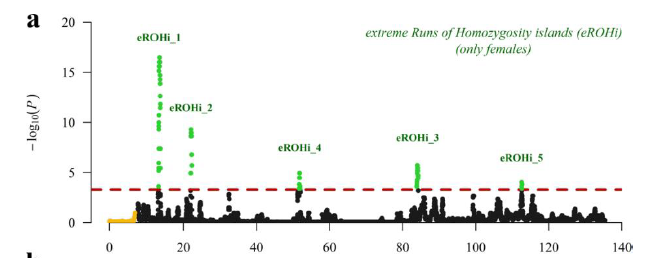 a
20
eROHi_1
extreme Runs of Homozygosity islands (eROHi)
(only females)
15
eROHi_2
10
−log10(P)
eROHi_4
eROHi_3
eROHi_5
5
0
0 20 40 60 80 100 120 140